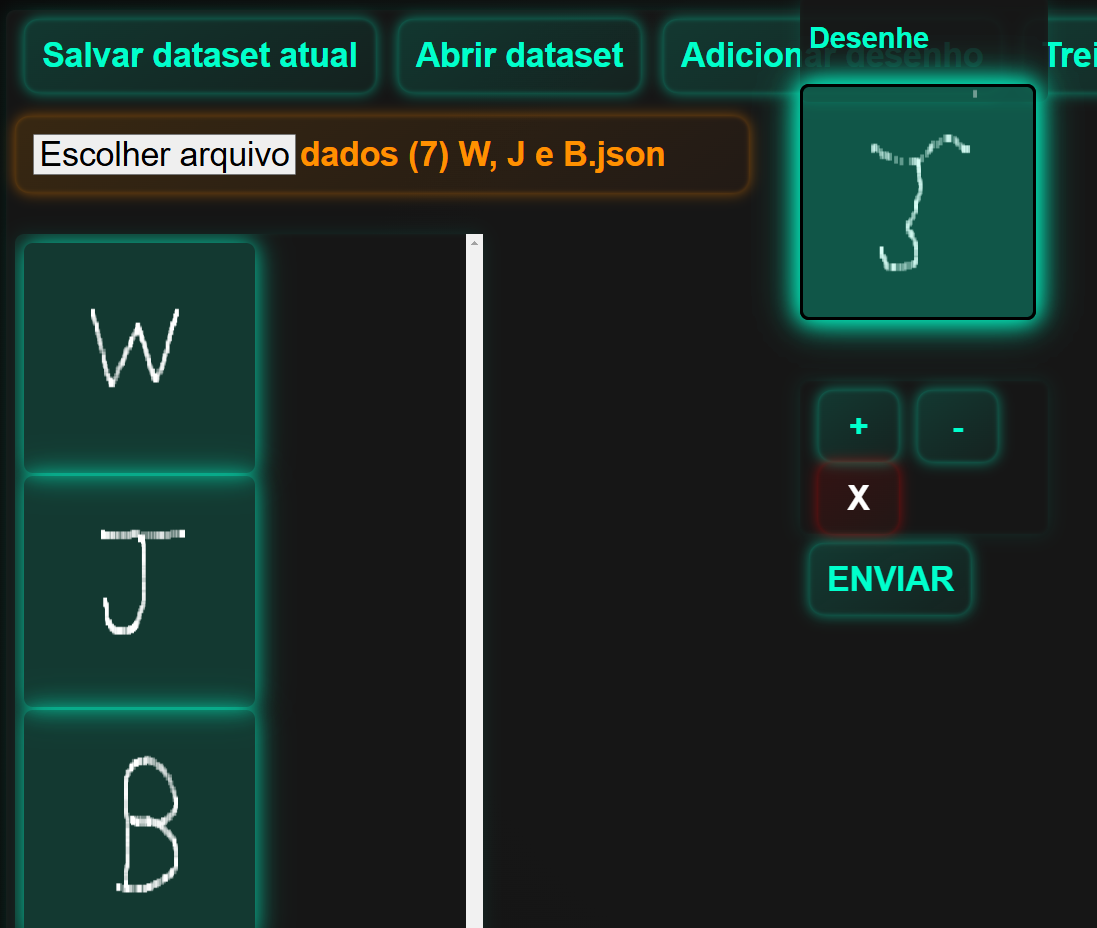 Salvar dataset atual
Abrir dataset
Adicionar desenho
Trei
Desenhe
Escolher arquivo dados (7) W, J e B.json
W
J
J
B
+
-
X
ENVIAR